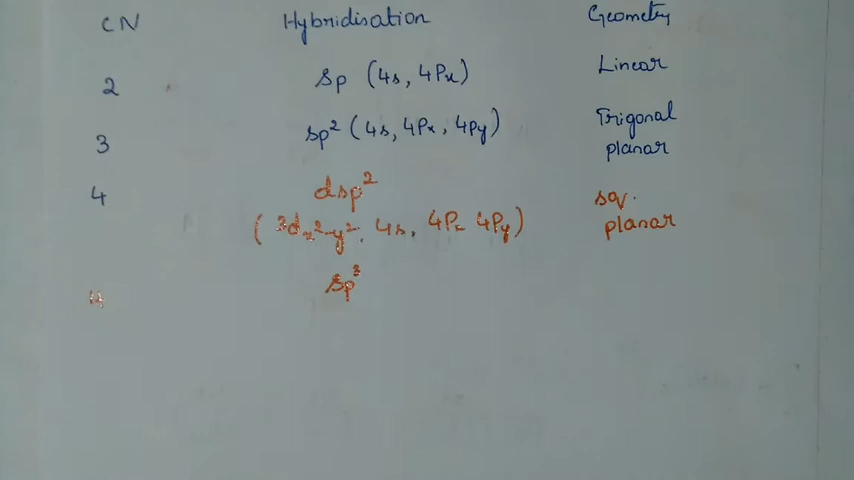 CN Hybridisation Geometry
2 sp (4s, 4Px) Linear
3 sp² (4s, 4Px, 4Py) Trigonal
planar
4 dsp² sq.
(3dx²-y², 4s, 4Px 4Py) planar
4 sp³